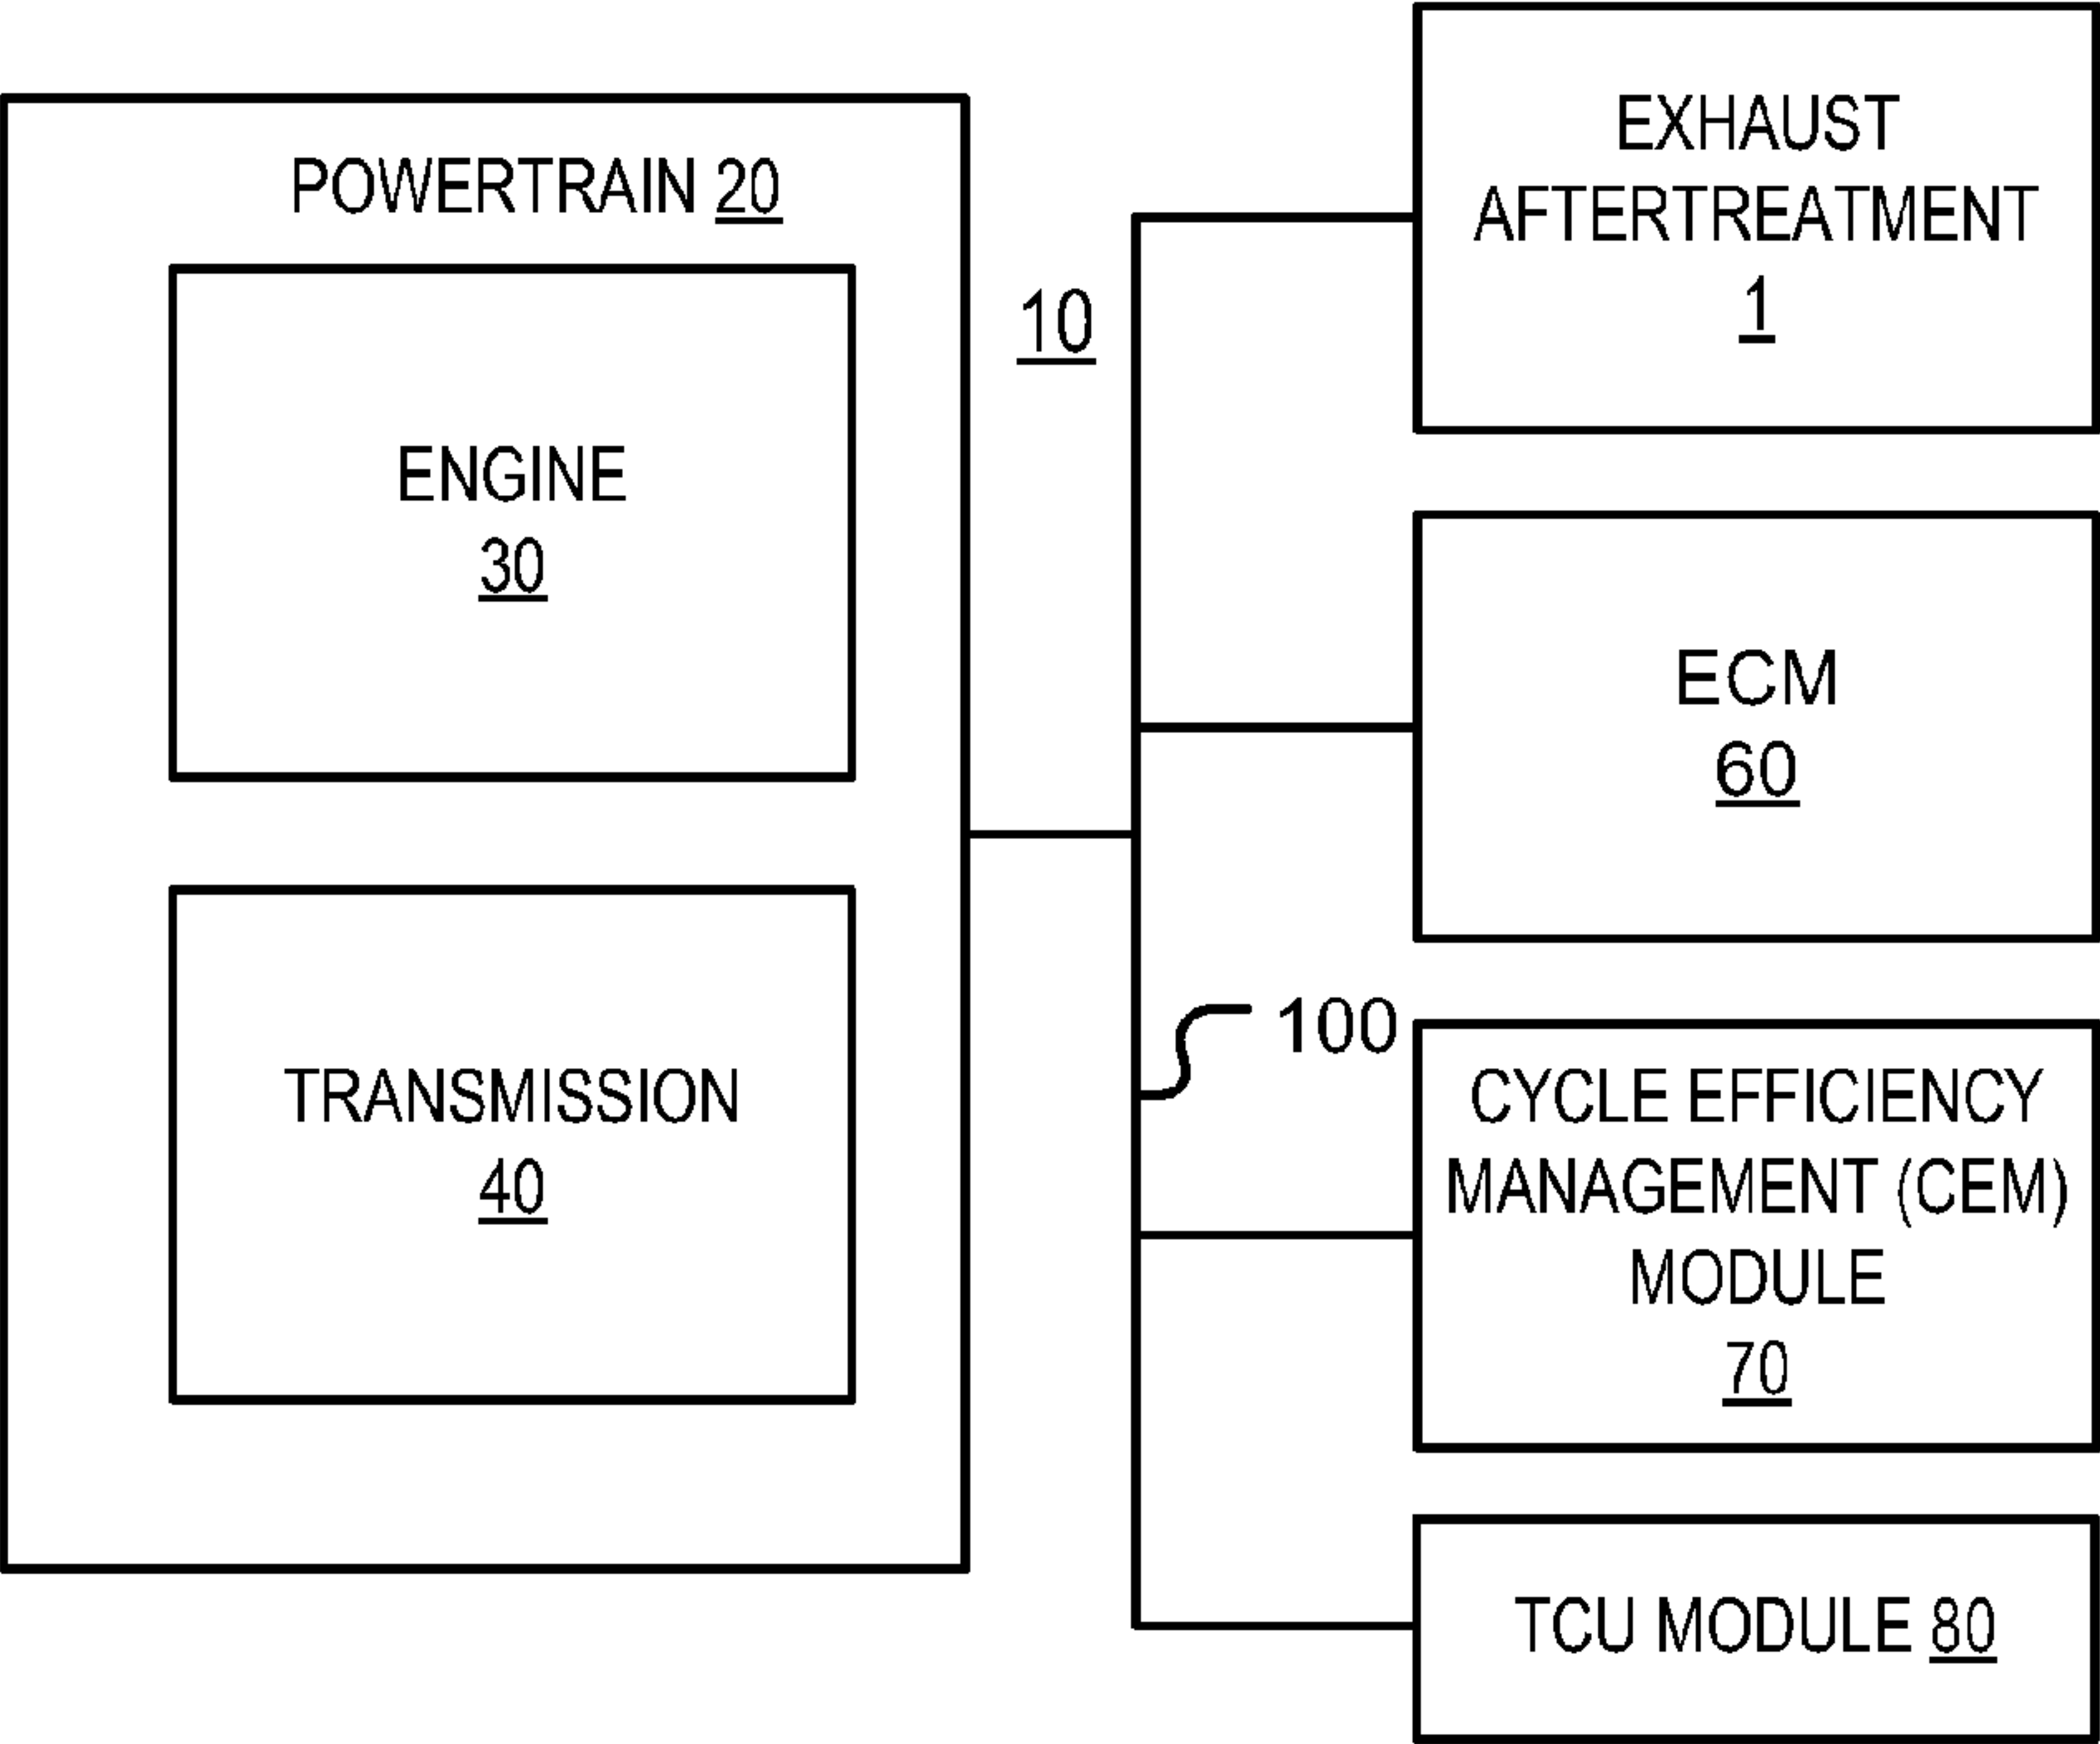 POWERTRAIN 20
ENGINE
30
TRANSMISSION
40
10
100
EXHAUST
AFTERTREATMENT
1
ECM
60
CYCLE EFFICIENCY
MANAGEMENT (CEM)
MODULE
70
TCU MODULE 80